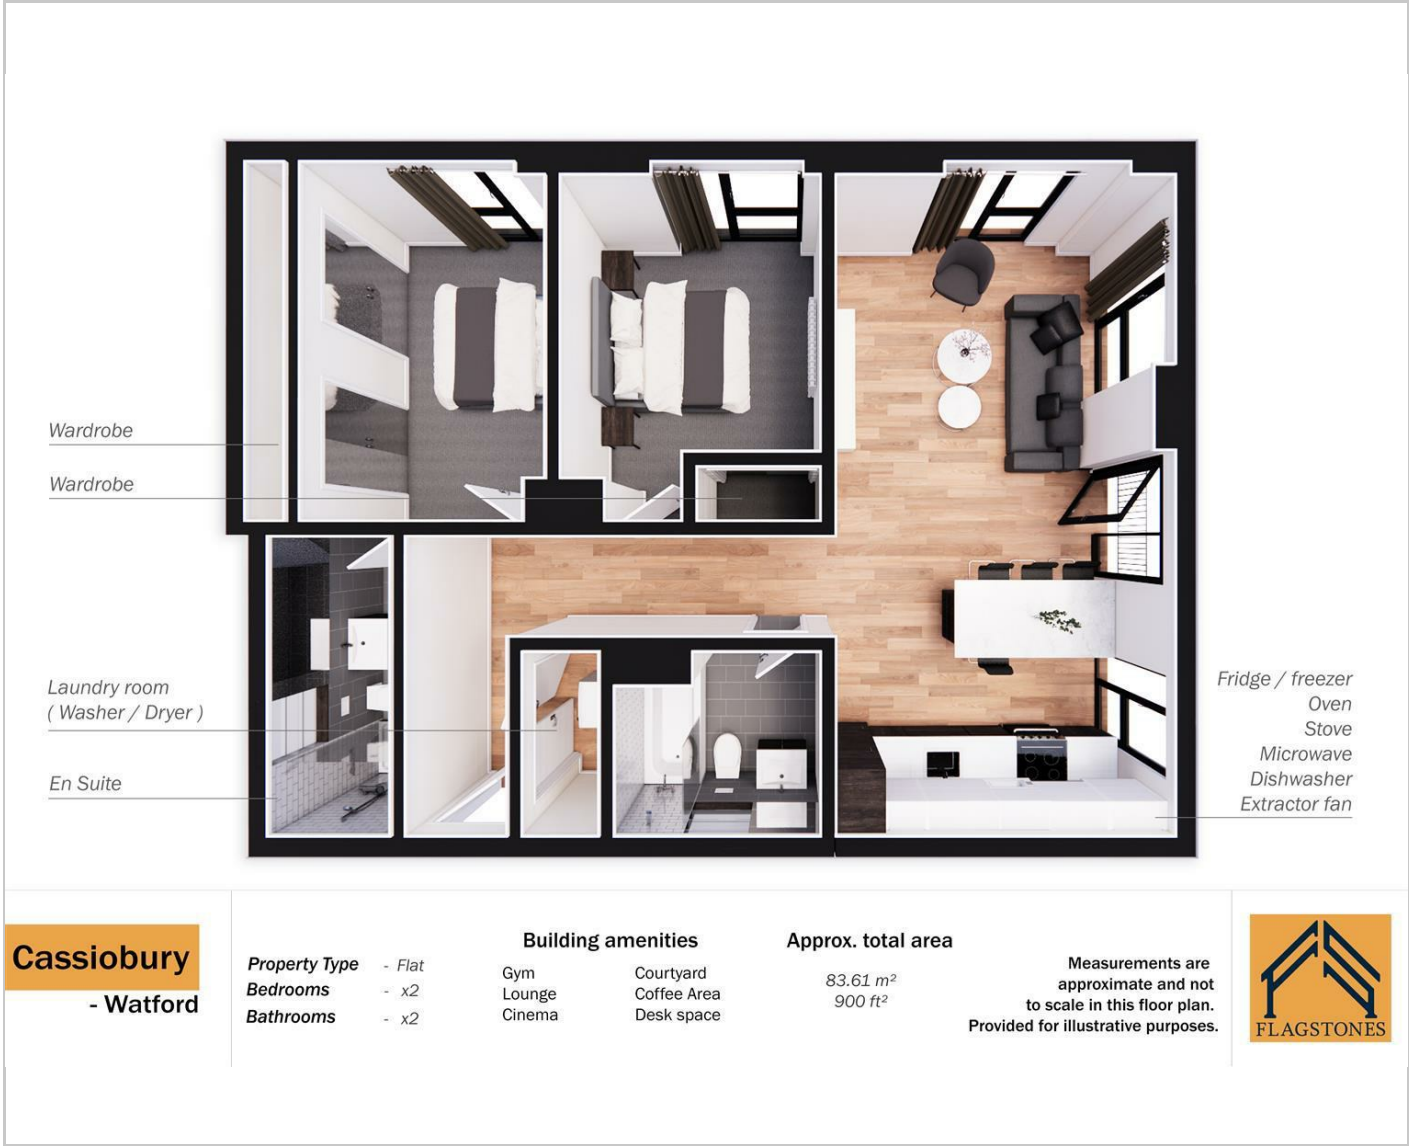 Wardrobe
Wardrobe
Laundry room
( Washer / Dryer )
En Suite
Fridge / freezer
Oven
Stove
Microwave
Dishwasher
Extractor fan
Cassiobury
- Watford
Property Type - Flat
Bedrooms - x2
Bathrooms - x2
Building amenities
Gym
Lounge
Cinema
Courtyard
Coffee Area
Desk space
Approx. total area
83.61 m²
900 ft²
Measurements are
approximate and not
to scale in this floor plan.
Provided for illustrative purposes.
FLAGSTONES